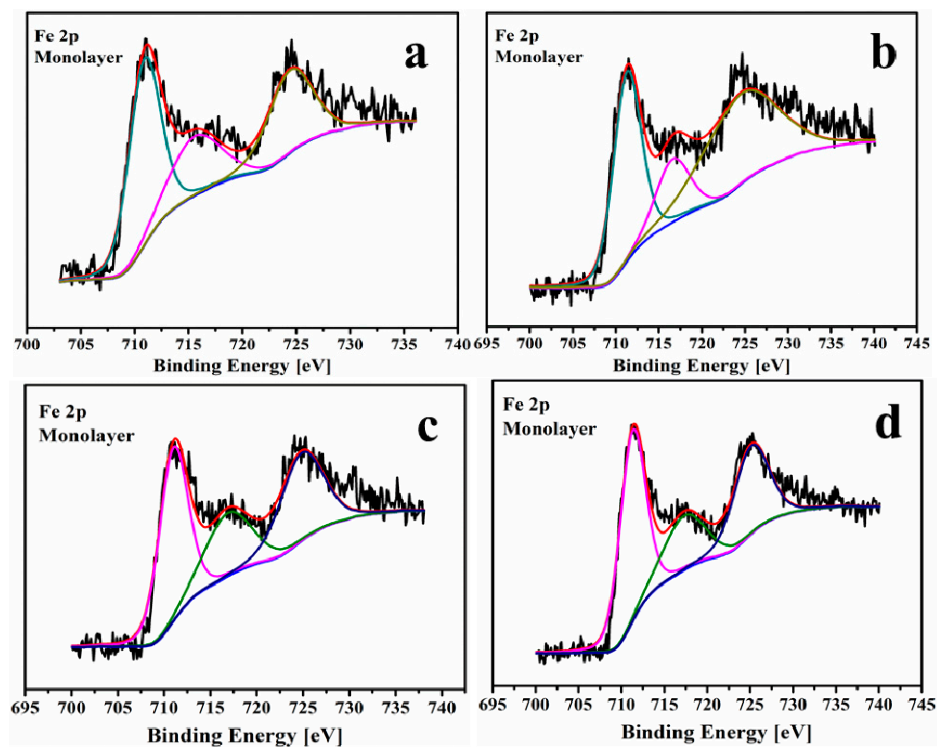 Fe 2p
Monolayer
a
700 705 710 715 720 725 730 735 740
Binding Energy [eV]
Fe 2p
Monolayer
b
695 700 705 710 715 720 725 730 735 740 745
Binding Energy [eV]
Fe 2p
Monolayer
c
695 700 705 710 715 720 725 730 735 740
Binding Energy [eV]
Fe 2p
Monolayer
d
695 700 705 710 715 720 725 730 735 740 745
Binding Energy [eV]